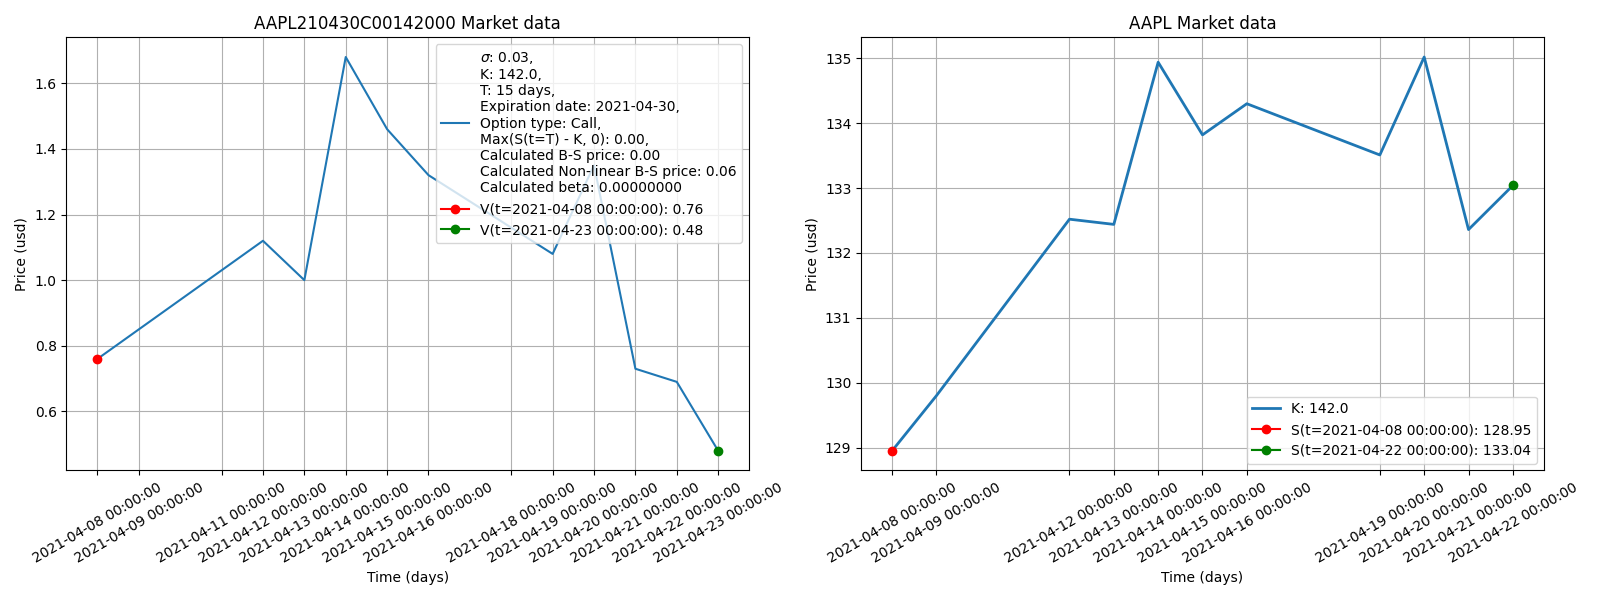 AAPL210430C00142000 Market data
Price (usd)
1.6
1.4
1.2
1.0
0.8
0.6
σ: 0.03,
K: 142.0,
T: 15 days,
Expiration date: 2021-04-30,
Option type: Call,
Max(S(t=T) - K, 0): 0.00,
Calculated B-S price: 0.00
Calculated Non-linear B-S price: 0.06
Calculated beta: 0.00000000
V(t=2021-04-08 00:00:00): 0.76
V(t=2021-04-23 00:00:00): 0.48
2021-04-08 00:00:00
2021-04-09 00:00:00
2021-04-11 00:00:00
2021-04-12 00:00:00
2021-04-13 00:00:00
2021-04-14 00:00:00
2021-04-15 00:00:00
2021-04-16 00:00:00
2021-04-18 00:00:00
2021-04-19 00:00:00
2021-04-20 00:00:00
2021-04-21 00:00:00
2021-04-22 00:00:00
2021-04-23 00:00:00
Time (days)
AAPL Market data
Price (usd)
135
134
133
132
131
130
129
K: 142.0
S(t=2021-04-08 00:00:00): 128.95
S(t=2021-04-22 00:00:00): 133.04
2021-04-08 00:00:00
2021-04-09 00:00:00
2021-04-12 00:00:00
2021-04-13 00:00:00
2021-04-14 00:00:00
2021-04-15 00:00:00
2021-04-16 00:00:00
2021-04-19 00:00:00
2021-04-20 00:00:00
2021-04-21 00:00:00
2021-04-22 00:00:00
Time (days)